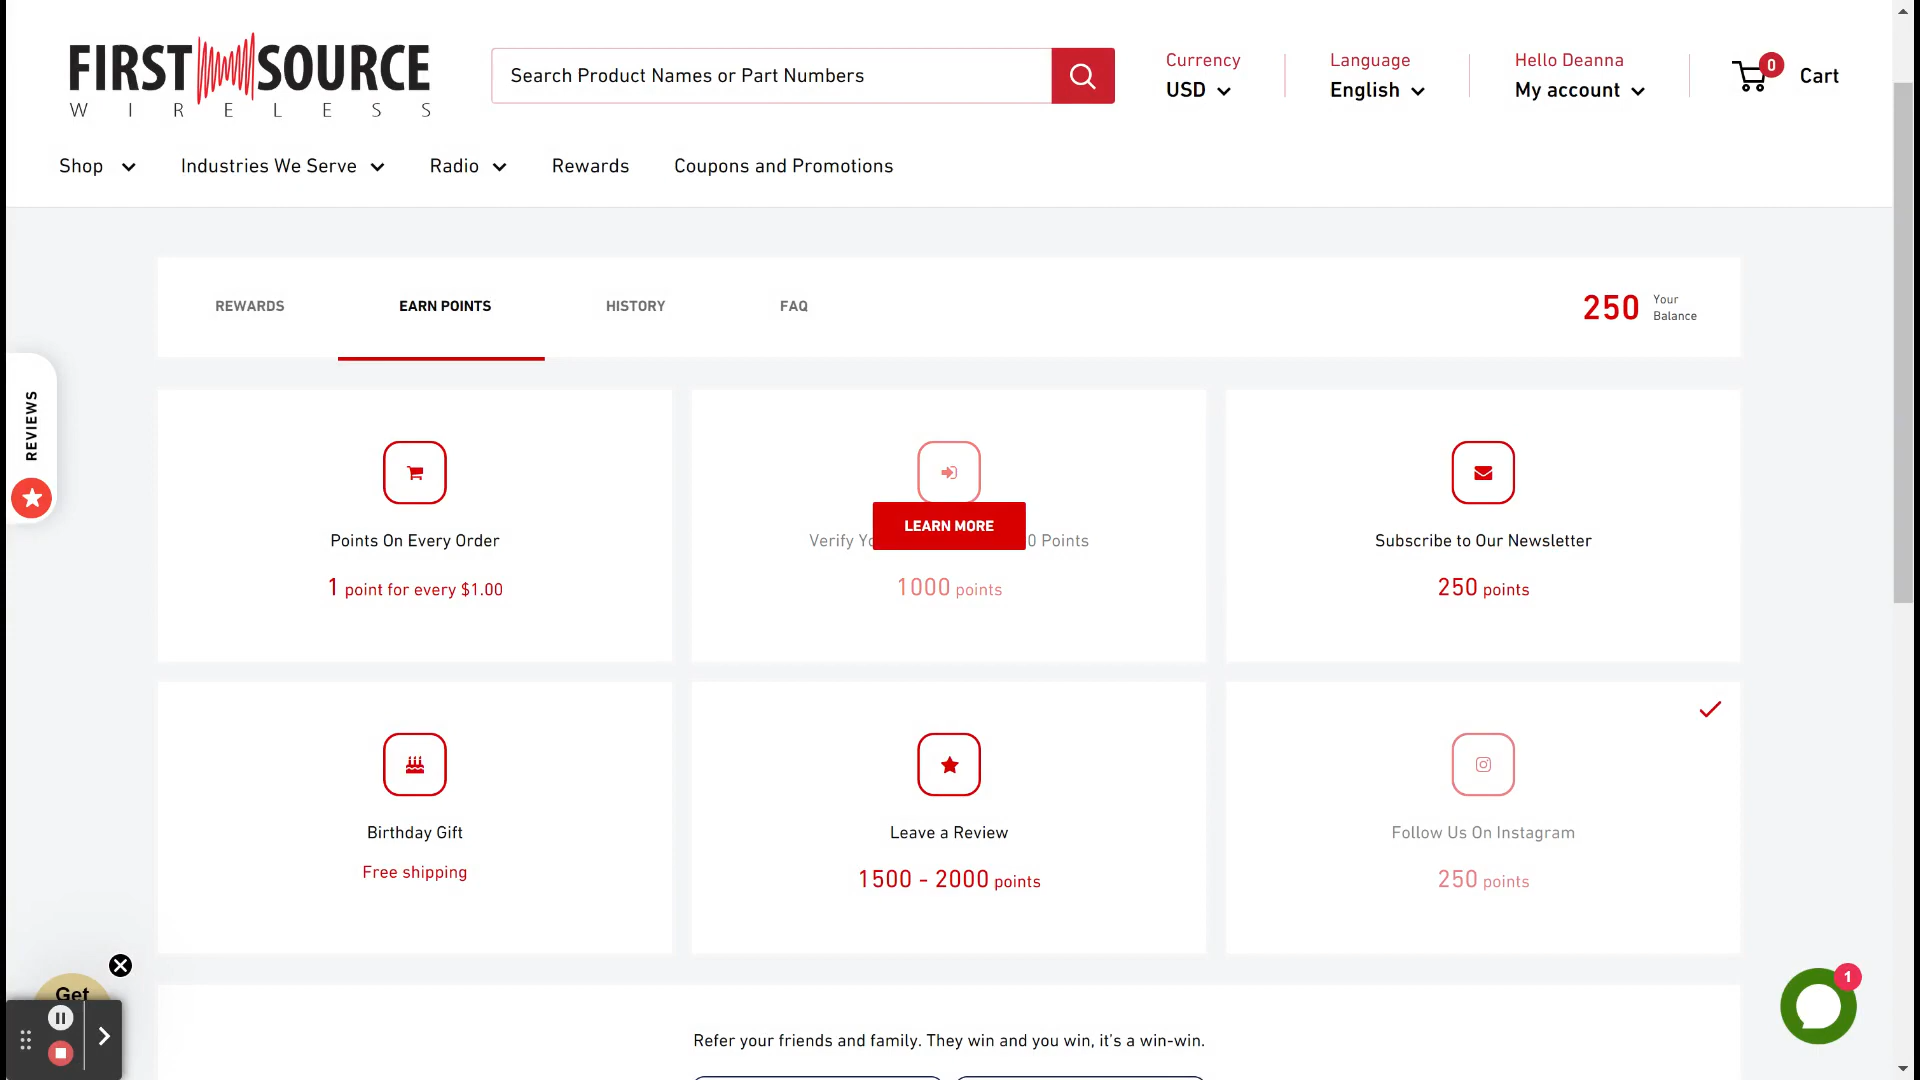 FIRST SOURCE
WIRELESS
Search Product Names or Part Numbers
Currency
USD
Language
English
Hello Deanna
My account
0
Cart
Shop
Industries We Serve
Radio
Rewards
Coupons and Promotions
REWARDS
EARN POINTS
HISTORY
FAQ
250
Your
Balance
REVIEWS
Points On Every Order
1 point for every $1.00
LEARN MORE
Verify Points
1000 points
Subscribe to Our Newsletter
250 points
Birthday Gift
Free shipping
Leave a Review
1500 - 2000 points
Follow Us On Instagram
250 points
Get
1
Refer your friends and family. They win and you win, it's a win-win.